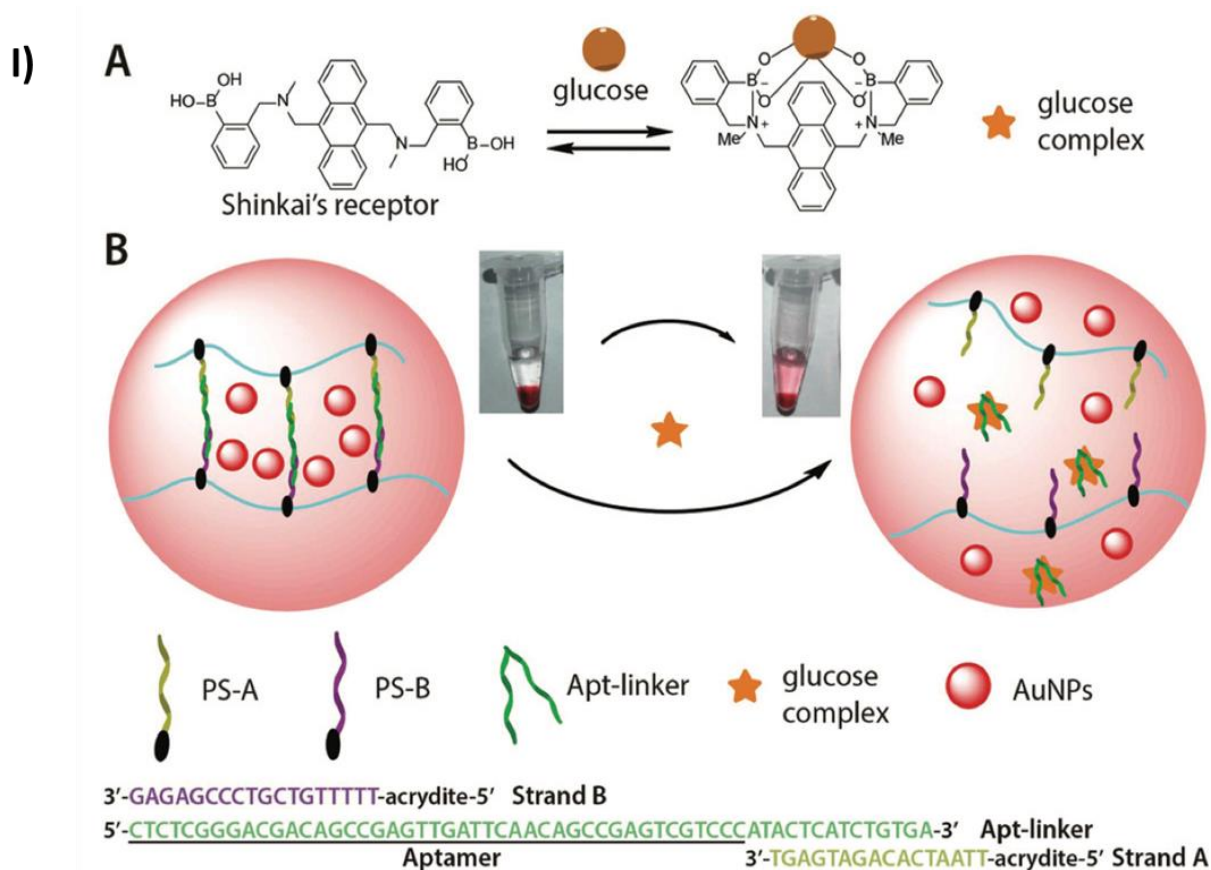 I)
A
OH
HO-B
N
N
B-OH
HO
Shinkai's receptor
glucose
O
O
B
B
O
O
N
N
Me
Me
glucose
complex
B
PS-A
PS-B
Apt-linker
glucose
complex
AuNPs
3'-GAGAGCCCTGCTGTTTTT-acrydite-5' Strand B
5'-CTCTCGGGACGACAGCCGAGTTGATTCAACAGCCGAGTCGTCCCATACTCATCTGTGA-3' Apt-linker
Aptamer
3'-TGAGTAGACACTAATT-acrydite-5' Strand A